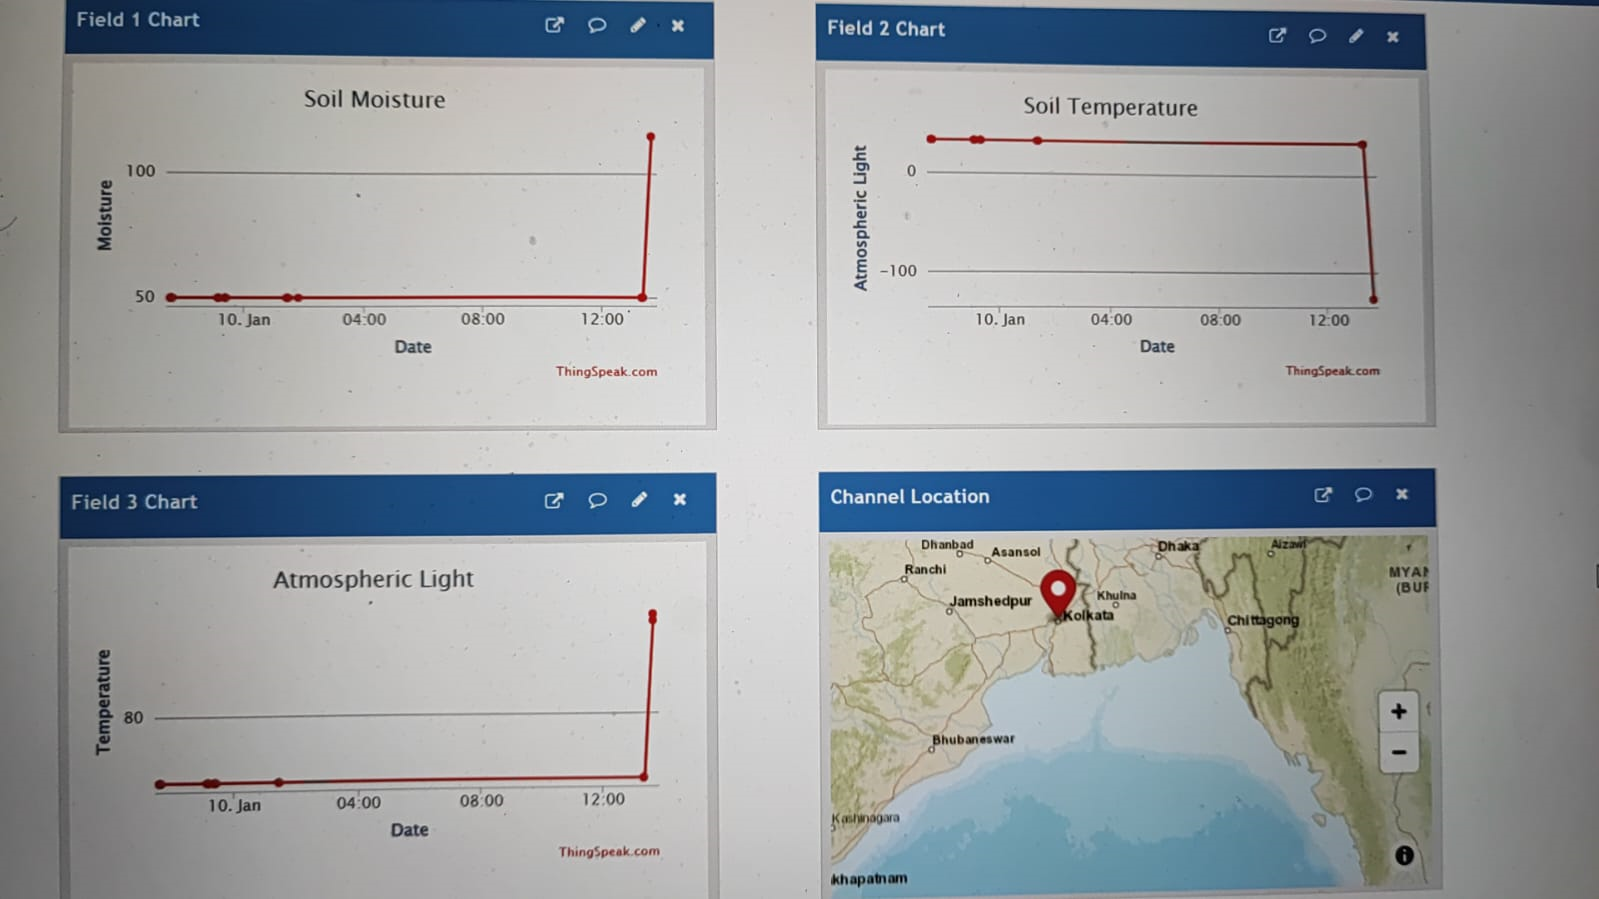 Field 1 Chart
Soil Moisture
Moisture
100
50
10. Jan
04:00
08:00
12:00
Date
ThingSpeak.com
Field 2 Chart
Soil Temperature
Atmospheric Light
0
-100
10. Jan
04:00
08:00
12:00
Date
ThingSpeak.com
Field 3 Chart
Atmospheric Light
Temperature
80
10. Jan
04:00
08:00
12:00
Date
ThingSpeak.com
Channel Location
Dhanbad
Asansol
Dhaka
Aizawl
Ranchi
MYAN
(BUR
Jamshedpur
Khulna
Kolkata
Chittagong
+
−
Bhubaneswar
Kashinagara
khapatnam
i